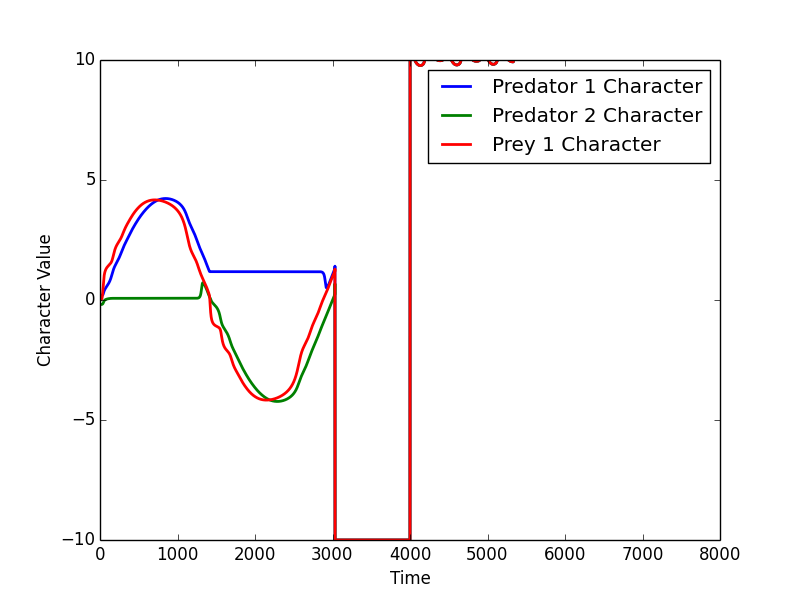 10
5
0
−5
−10
Character Value
Predator 1 Character
Predator 2 Character
Prey 1 Character
0 1000 2000 3000 4000 5000 6000 7000 8000
Time